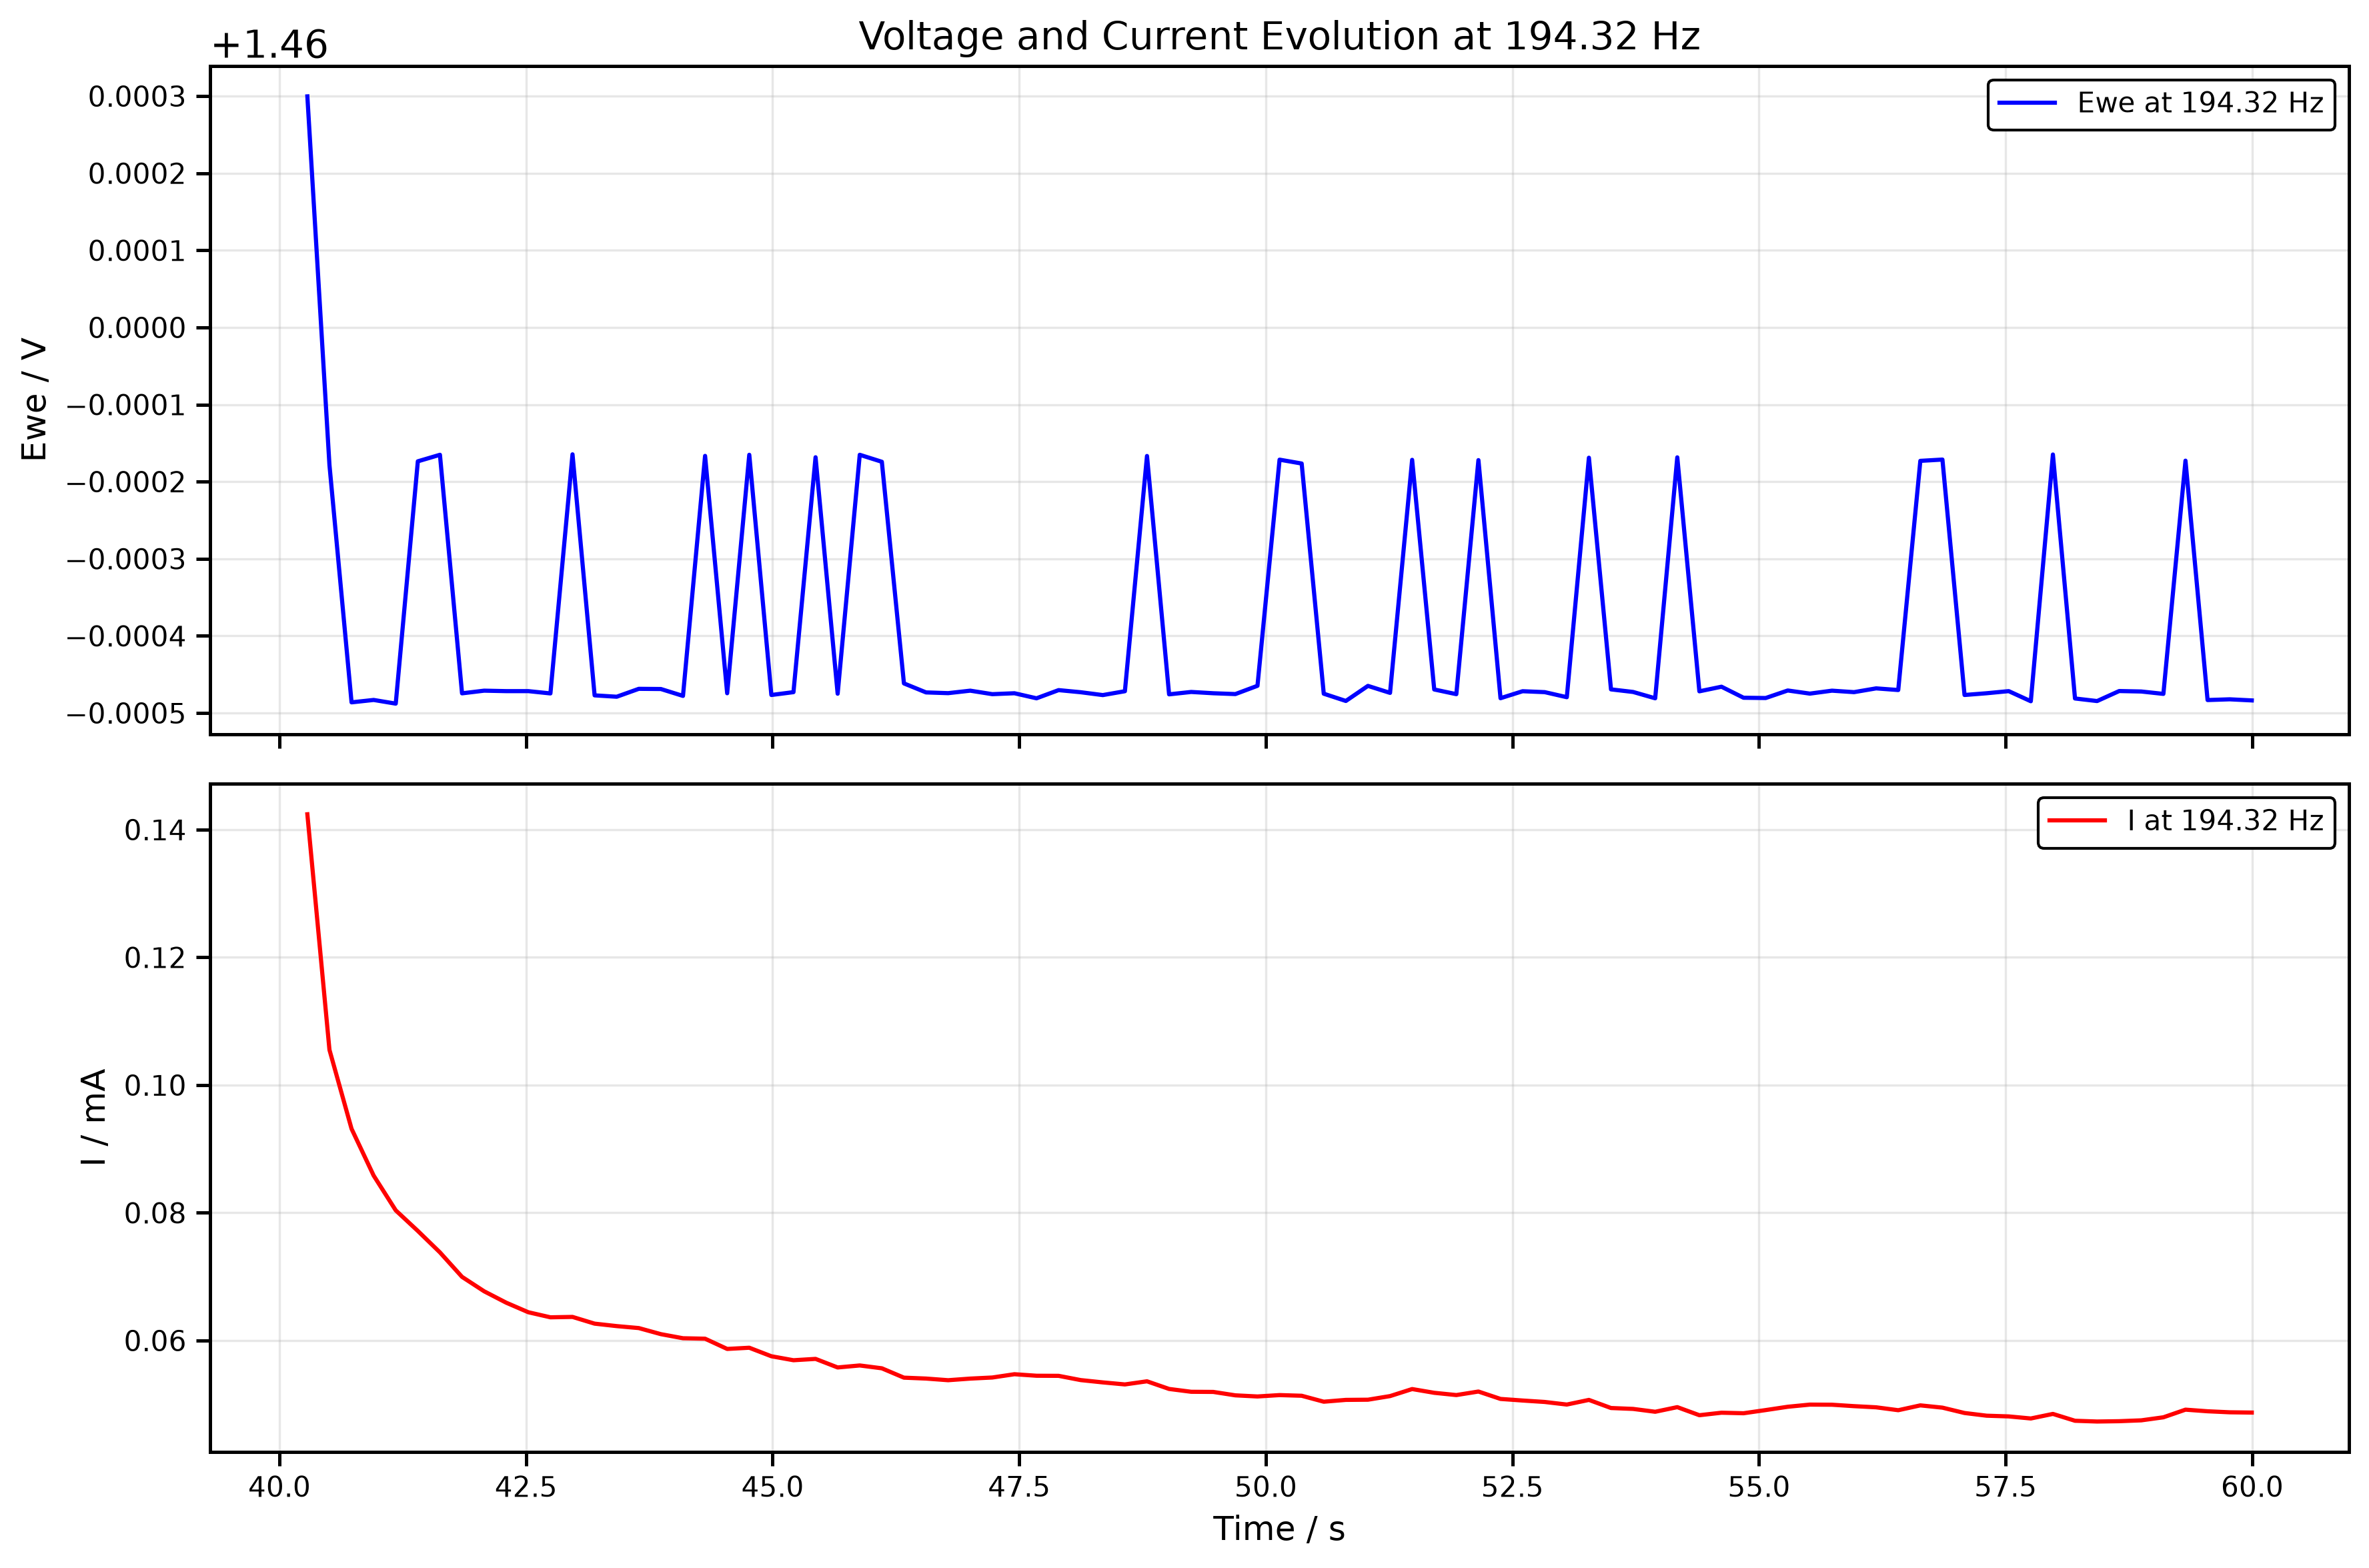 Voltage and Current Evolution at 194.32 Hz
+1.46
Ewe / V
0.0003
0.0002
0.0001
0.0000
−0.0001
−0.0002
−0.0003
−0.0004
−0.0005
Ewe at 194.32 Hz
I / mA
0.14
0.12
0.10
0.08
0.06
I at 194.32 Hz
40.0 42.5 45.0 47.5 50.0 52.5 55.0 57.5 60.0
Time / s